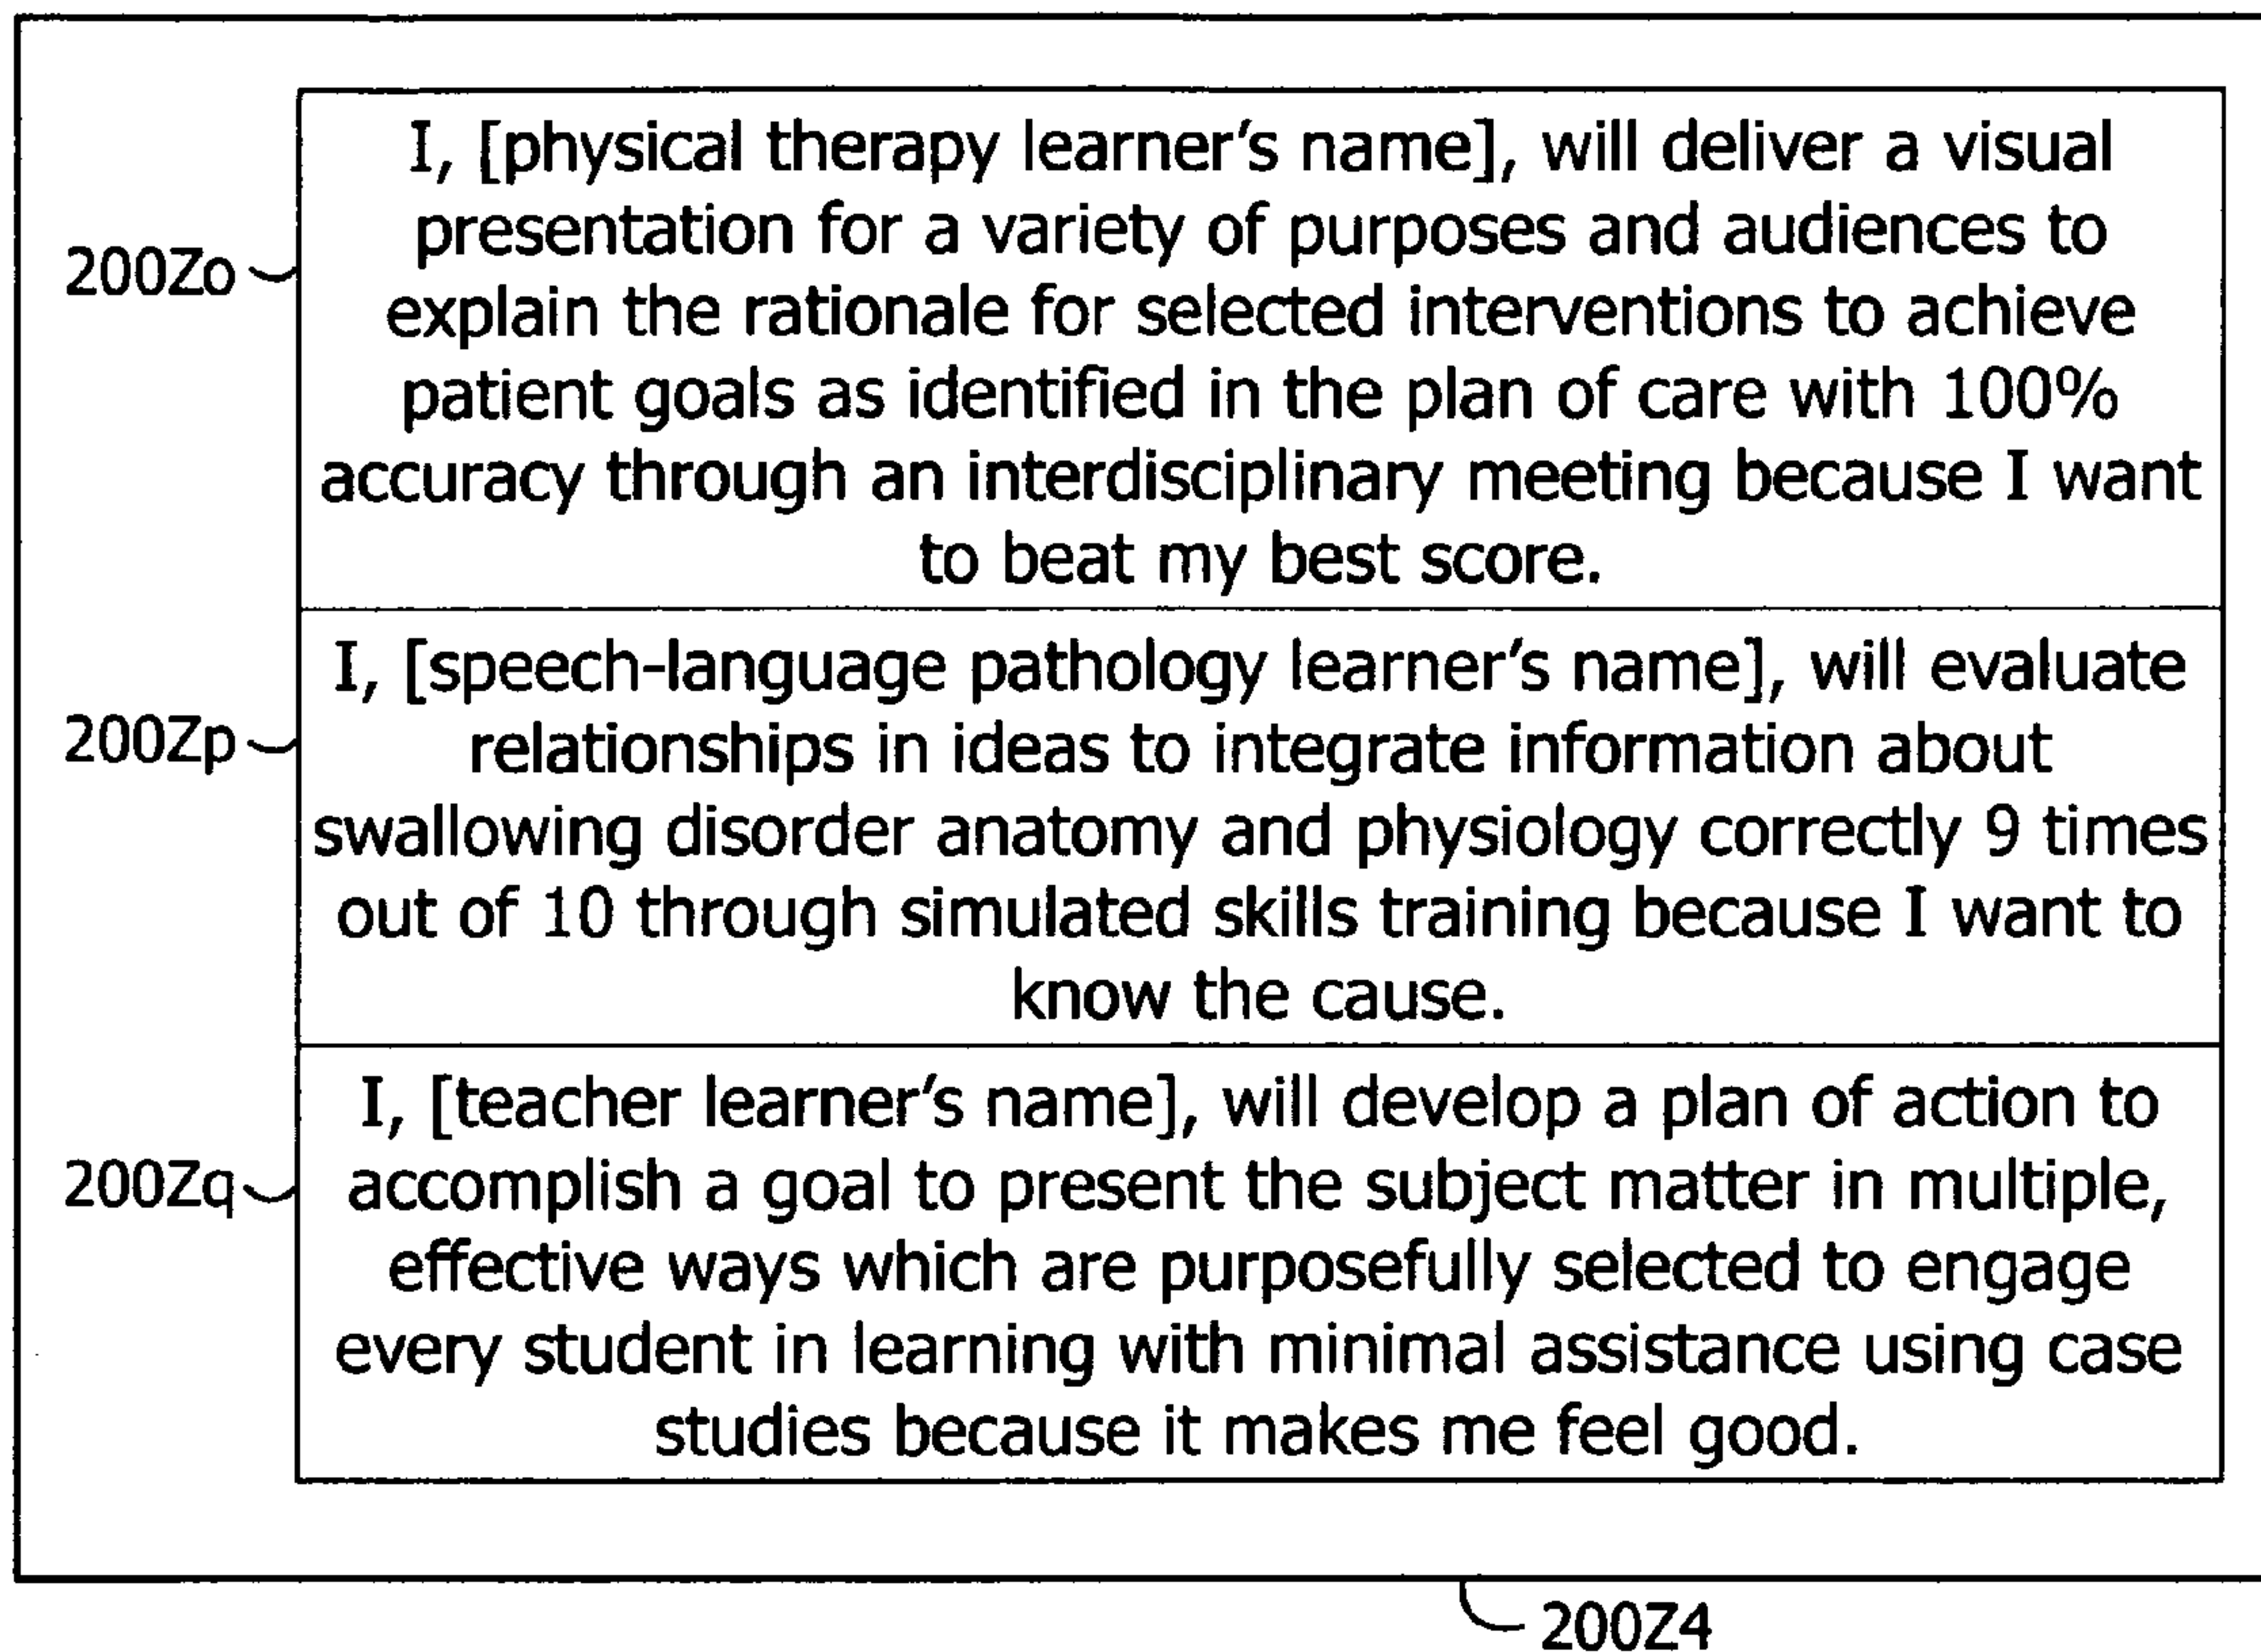 I, [physical therapy learner's name], will deliver a visual
presentation for a variety of purposes and audiences to
200Zo
explain the rationale for selected interventions to achieve
patient goals as identified in the plan of care with 100%
accuracy through an interdisciplinary meeting because I want
to beat my best score.
I, [speech-language pathology learner's name], will evaluate
200Zp
relationships in ideas to integrate information about
swallowing disorder anatomy and physiology correctly 9 times
out of 10 through simulated skills training because I want to
know the cause.
I, [teacher learner's name], will develop a plan of action to
200Zq
accomplish a goal to present the subject matter in multiple,
effective ways which are purposefully selected to engage
every student in learning with minimal assistance using case
studies because it makes me feel good.
200Z4